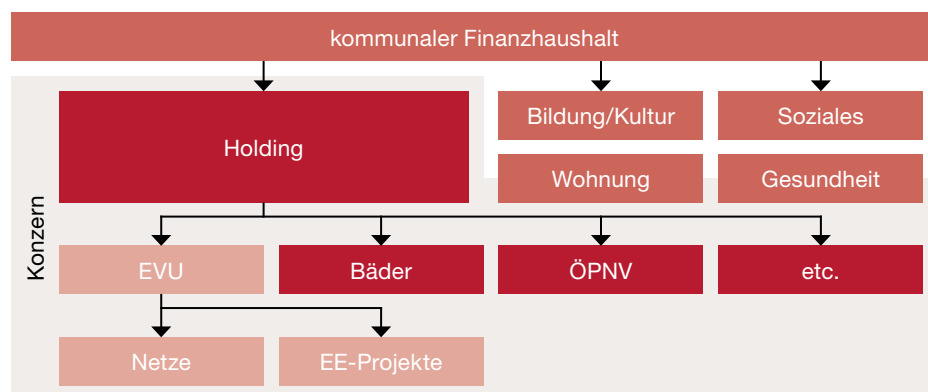 kommunaler Finanzhaushalt
Holding
Bildung/Kultur
Soziales
Wohnung
Gesundheit
Konzern
EVU
Bäder
ÖPNV
etc.
Netze
EE-Projekte